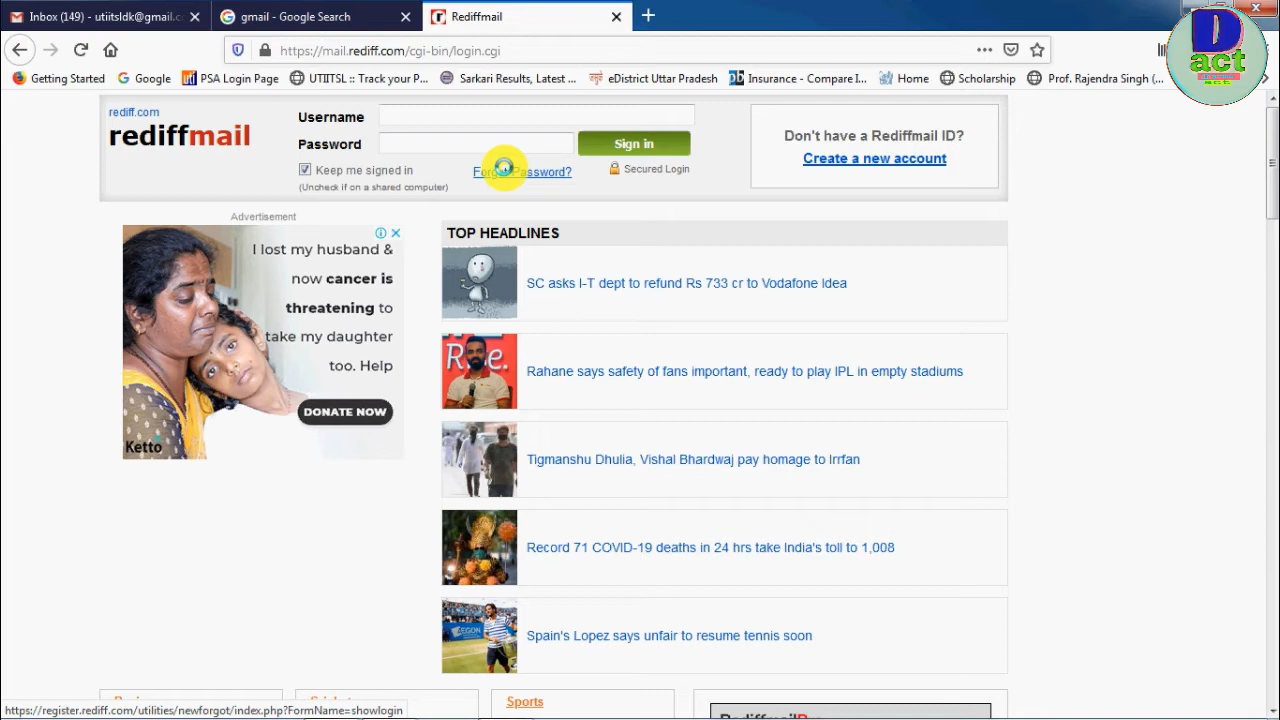 Inbox (149) - utiitsldk@gmail.c
gmail - Google Search
Rediffmail
https://mail.rediff.com/cgi-bin/login.cgi
Getting Started
Google
PSA Login Page
UTIITSL :: Track your P...
Sarkari Results, Latest ...
eDistrict Uttar Pradesh
Insurance - Compare I...
Home
Scholarship
Prof. Rajendra Singh (...
D
act
rediff.com
rediffmail
Username
Password
Sign in
Keep me signed in
(Uncheck if on a shared computer)
Forgot Password?
Secured Login
Don't have a Rediffmail ID?
Create a new account
Advertisement
I lost my husband &
now cancer is
threatening to
take my daughter
too. Help
DONATE NOW
Ketto
TOP HEADLINES
SC asks I-T dept to refund Rs 733 cr to Vodafone Idea
Rahane says safety of fans important, ready to play IPL in empty stadiums
Tigmanshu Dhulia, Vishal Bhardwaj pay homage to Irrfan
Record 71 COVID-19 deaths in 24 hrs take India's toll to 1,008
Spain's Lopez says unfair to resume tennis soon
Sports
https://register.rediff.com/utilities/newforgot/index.php?FormName=showlogin